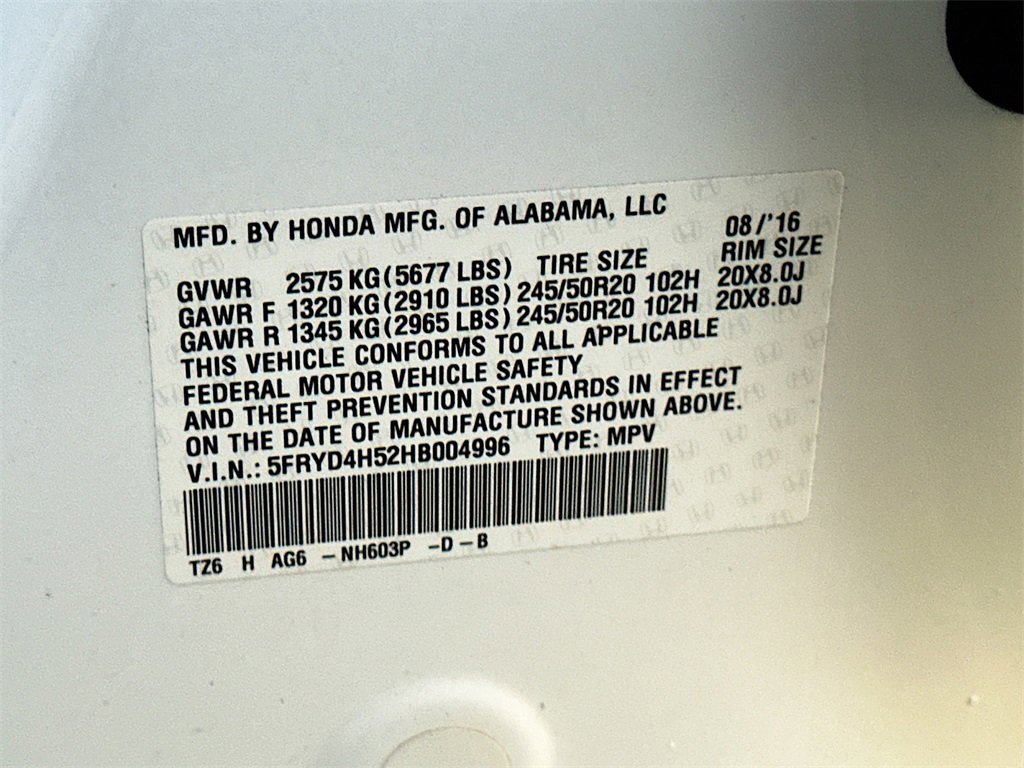 MFD. BY HONDA MFG. OF ALABAMA, LLC 08/'16
GVWR 2575 KG(5677 LBS) TIRE SIZE RIM SIZE
GAWR F 1320 KG(2910 LBS) 245/50R20 102H 20X8.0J
GAWR R 1345 KG(2965 LBS) 245/50R20 102H 20X8.0J
THIS VEHICLE CONFORMS TO ALL APPLICABLE
FEDERAL MOTOR VEHICLE SAFETY
AND THEFT PREVENTION STANDARDS IN EFFECT
ON THE DATE OF MANUFACTURE SHOWN ABOVE.
V.I.N.: 5FRYD4H52HB004996 TYPE: MPV
TZ6 H AG6 -NH603P -D-B